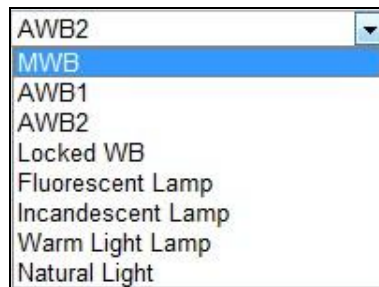 AWB2
MWB
AWB1
AWB2
Locked WB
Fluorescent Lamp
Incandescent Lamp
Warm Light Lamp
Natural Light